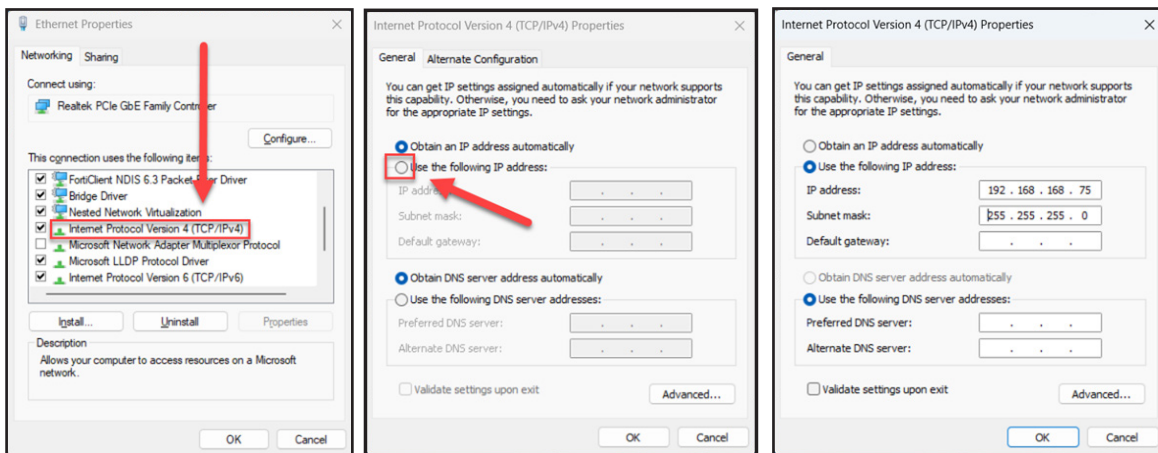 Ethernet Properties
Networking
Sharing
Connect using:
Realtek PCIe GbE Family Controller
Configure...
This connection uses the following items:
FortiClient NDIS 6.3 Packet Filter Driver
Bridge Driver
Nested Network Virtualization
Internet Protocol Version 4 (TCP/IPv4)
Microsoft Network Adapter Multiplexor Protocol
Microsoft LLDP Protocol Driver
Internet Protocol Version 6 (TCP/IPv6)
Install...
Uninstall
Properties
Description
Allows your computer to access resources on a Microsoft
network.
OK
Cancel
Internet Protocol Version 4 (TCP/IPv4) Properties
General
Alternate Configuration
You can get IP settings assigned automatically if your network supports
this capability. Otherwise, you need to ask your network administrator
for the appropriate IP settings.
Obtain an IP address automatically
Use the following IP address:
IP address:
. . .
Subnet mask:
. . .
Default gateway:
. . .
Obtain DNS server address automatically
Use the following DNS server addresses:
Preferred DNS server:
. . .
Alternate DNS server:
. . .
Validate settings upon exit
Advanced...
OK
Cancel
Internet Protocol Version 4 (TCP/IPv4) Properties
General
You can get IP settings assigned automatically if your network supports
this capability. Otherwise, you need to ask your network administrator
for the appropriate IP settings.
Obtain an IP address automatically
Use the following IP address:
IP address:
192 . 168 . 168 . 75
Subnet mask:
255 . 255 . 255 . 0
Default gateway:
. . .
Obtain DNS server address automatically
Use the following DNS server addresses:
Preferred DNS server:
. . .
Alternate DNS server:
. . .
Validate settings upon exit
Advanced...
OK
Cancel